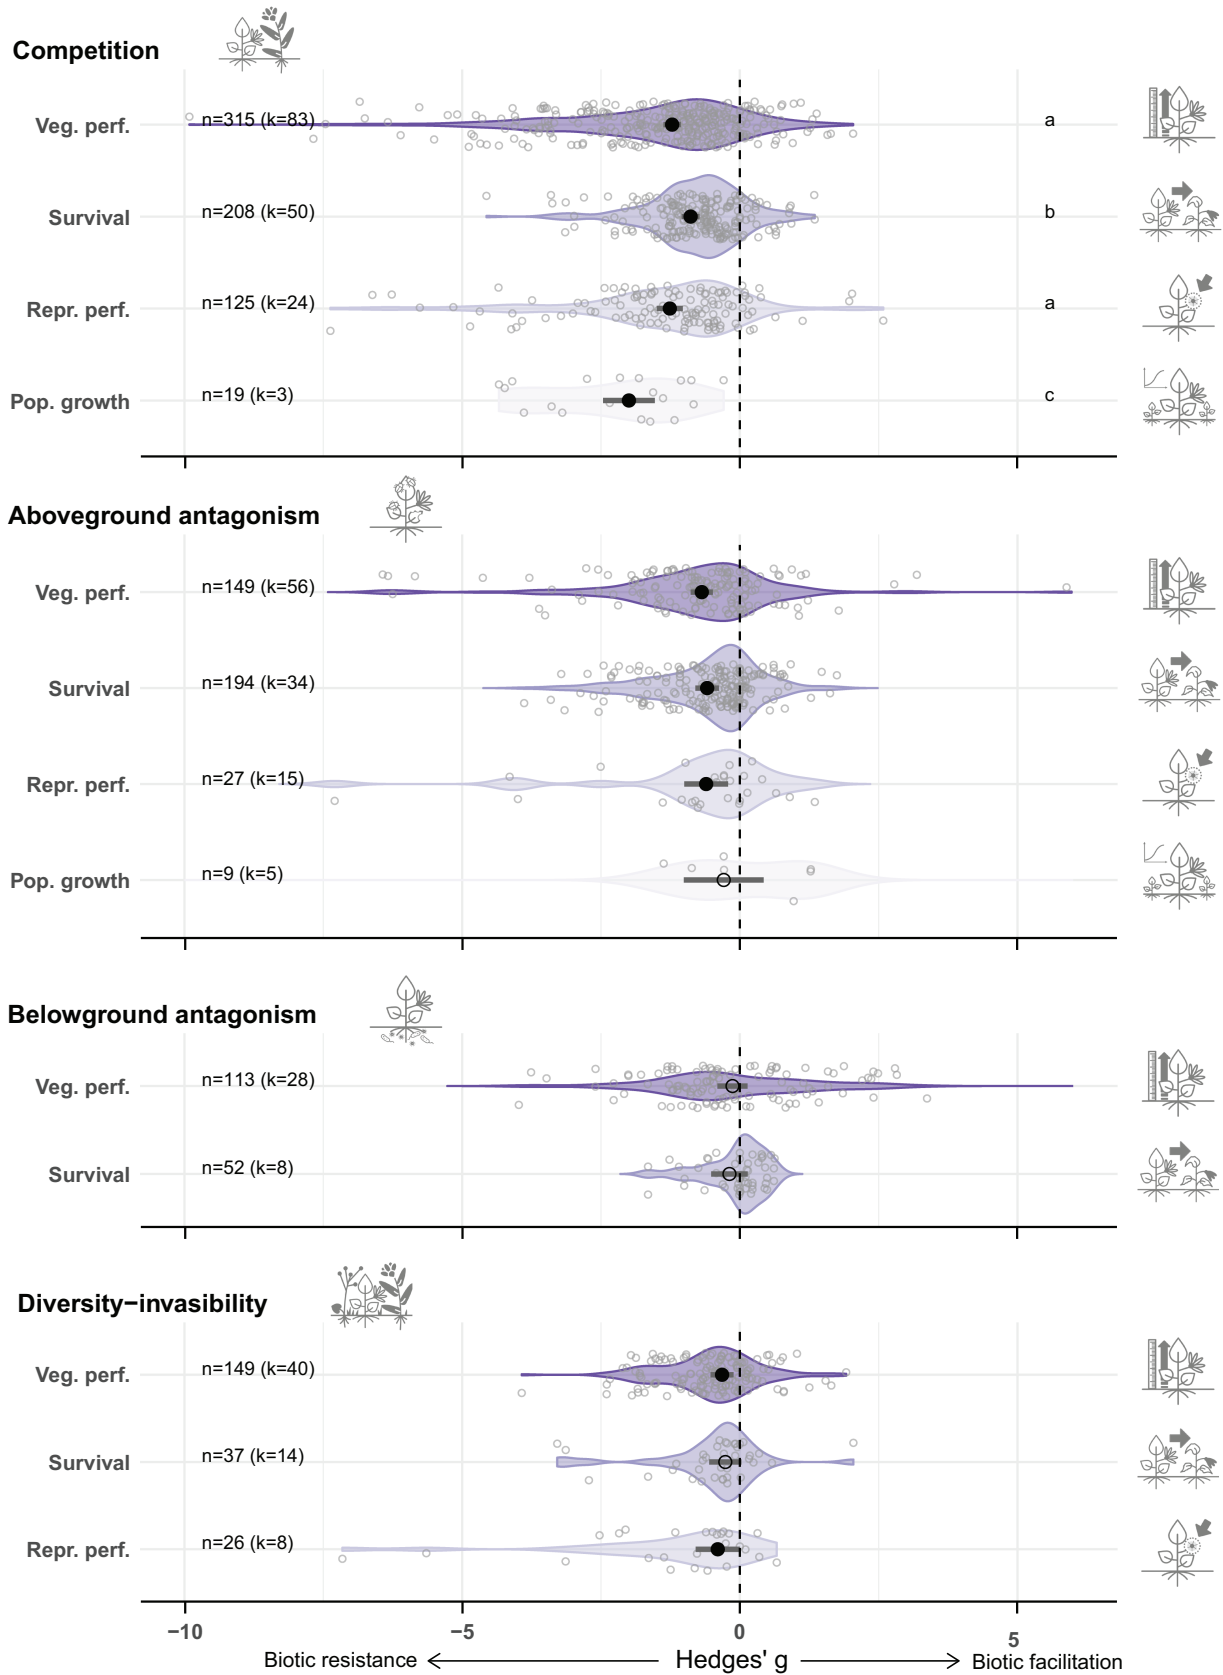 Competition
Veg. perf. n=315 (k=83) a
Survival n=208 (k=50) b
Repr. perf. n=125 (k=24) a
Pop. growth n=19 (k=3) c
Aboveground antagonism
Veg. perf. n=149 (k=56)
Survival n=194 (k=34)
Repr. perf. n=27 (k=15)
Pop. growth n=9 (k=5)
Belowground antagonism
Veg. perf. n=113 (k=28)
Survival n=52 (k=8)
Diversity−invasibility
Veg. perf. n=149 (k=40)
Survival n=37 (k=14)
Repr. perf. n=26 (k=8)
−10 −5 0 5
Biotic resistance Hedges' g Biotic facilitation